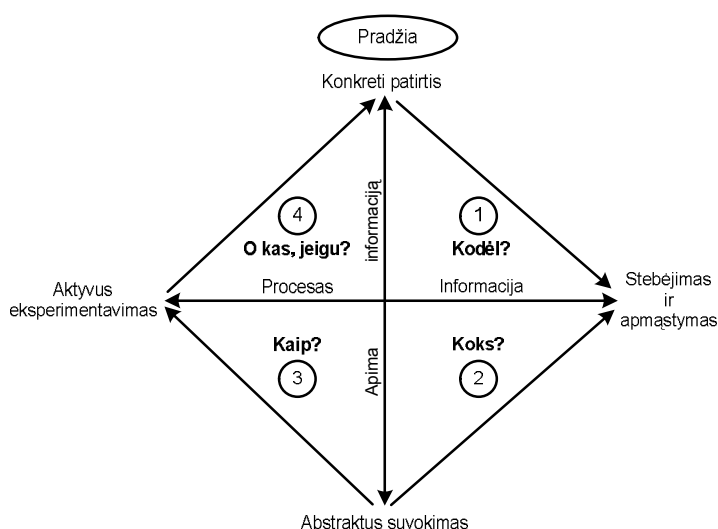 Pradžia
Konkreti patirtis
informaciją
4
1
O kas, jeigu?
Kodėl?
Aktyvus
eksperimentavimas
Procesas
Informacija
Stebėjimas
ir
apmąstymas
Kaip?
Koks?
3
Apima
2
Abstraktus suvokimas